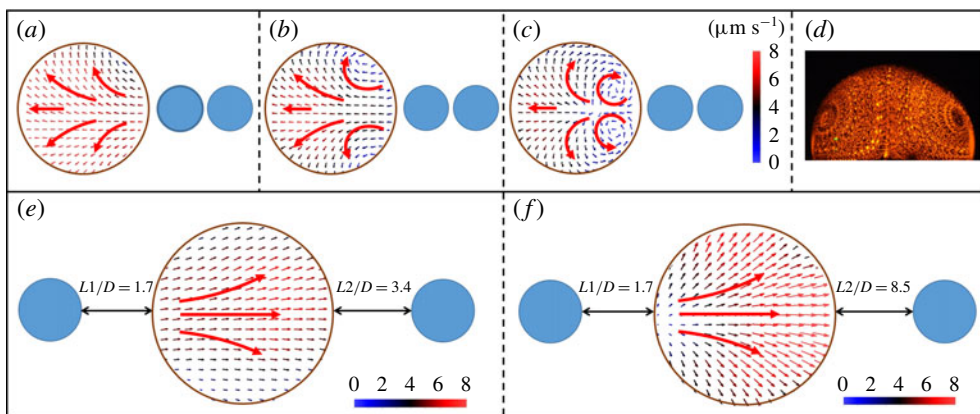 (a) (b) (c) (μm s⁻¹) (d)
8
6
4
2
0
(e) (f)
L1/D = 1.7 L2/D = 3.4 L1/D = 1.7 L2/D = 8.5
0 2 4 6 8 0 2 4 6 8